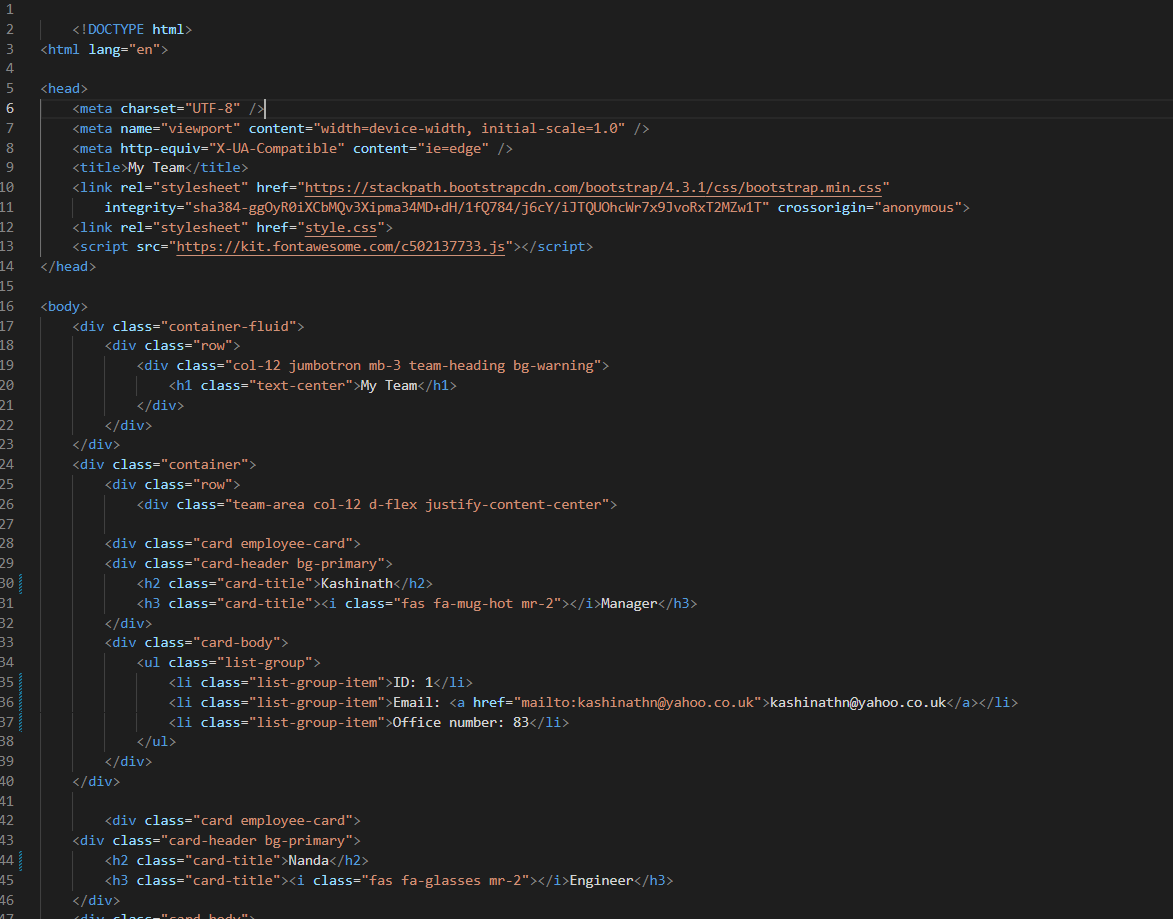 1
2 <!DOCTYPE html>
3 <html lang="en">
4
5 <head>
6 <meta charset="UTF-8" />
7 <meta name="viewport" content="width=device-width, initial-scale=1.0" />
8 <meta http-equiv="X-UA-Compatible" content="ie=edge" />
9 <title>My Team</title>
10 <link rel="stylesheet" href="https://stackpath.bootstrapcdn.com/bootstrap/4.3.1/css/bootstrap.min.css"
11 integrity="sha384-ggOyR0iXCbMQv3Xipma34MD+dH/1fQ784/j6cY/iJTQUOhcWr7x9JvoRxT2MZw1T" crossorigin="anonymous">
12 <link rel="stylesheet" href="style.css">
13 <script src="https://kit.fontawesome.com/c502137733.js"></script>
14 </head>
15
16 <body>
17 <div class="container-fluid">
18 <div class="row">
19 <div class="col-12 jumbotron mb-3 team-heading bg-warning">
20 <h1 class="text-center">My Team</h1>
21 </div>
22 </div>
23 </div>
24 <div class="container">
25 <div class="row">
26 <div class="team-area col-12 d-flex justify-content-center">
27
28 <div class="card employee-card">
29 <div class="card-header bg-primary">
30 <h2 class="card-title">Kashinath</h2>
31 <h3 class="card-title"><i class="fas fa-mug-hot mr-2"></i>Manager</h3>
32 </div>
33 <div class="card-body">
34 <ul class="list-group">
35 <li class="list-group-item">ID: 1</li>
36 <li class="list-group-item">Email: <a href="mailto:kashinathn@yahoo.co.uk">kashinathn@yahoo.co.uk</a></li>
37 <li class="list-group-item">Office number: 83</li>
38 </ul>
39 </div>
40 </div>
41
42 <div class="card employee-card">
43 <div class="card-header bg-primary">
44 <h2 class="card-title">Nanda</h2>
45 <h3 class="card-title"><i class="fas fa-glasses mr-2"></i>Engineer</h3>
46 </div>
47 <div class="card-body">